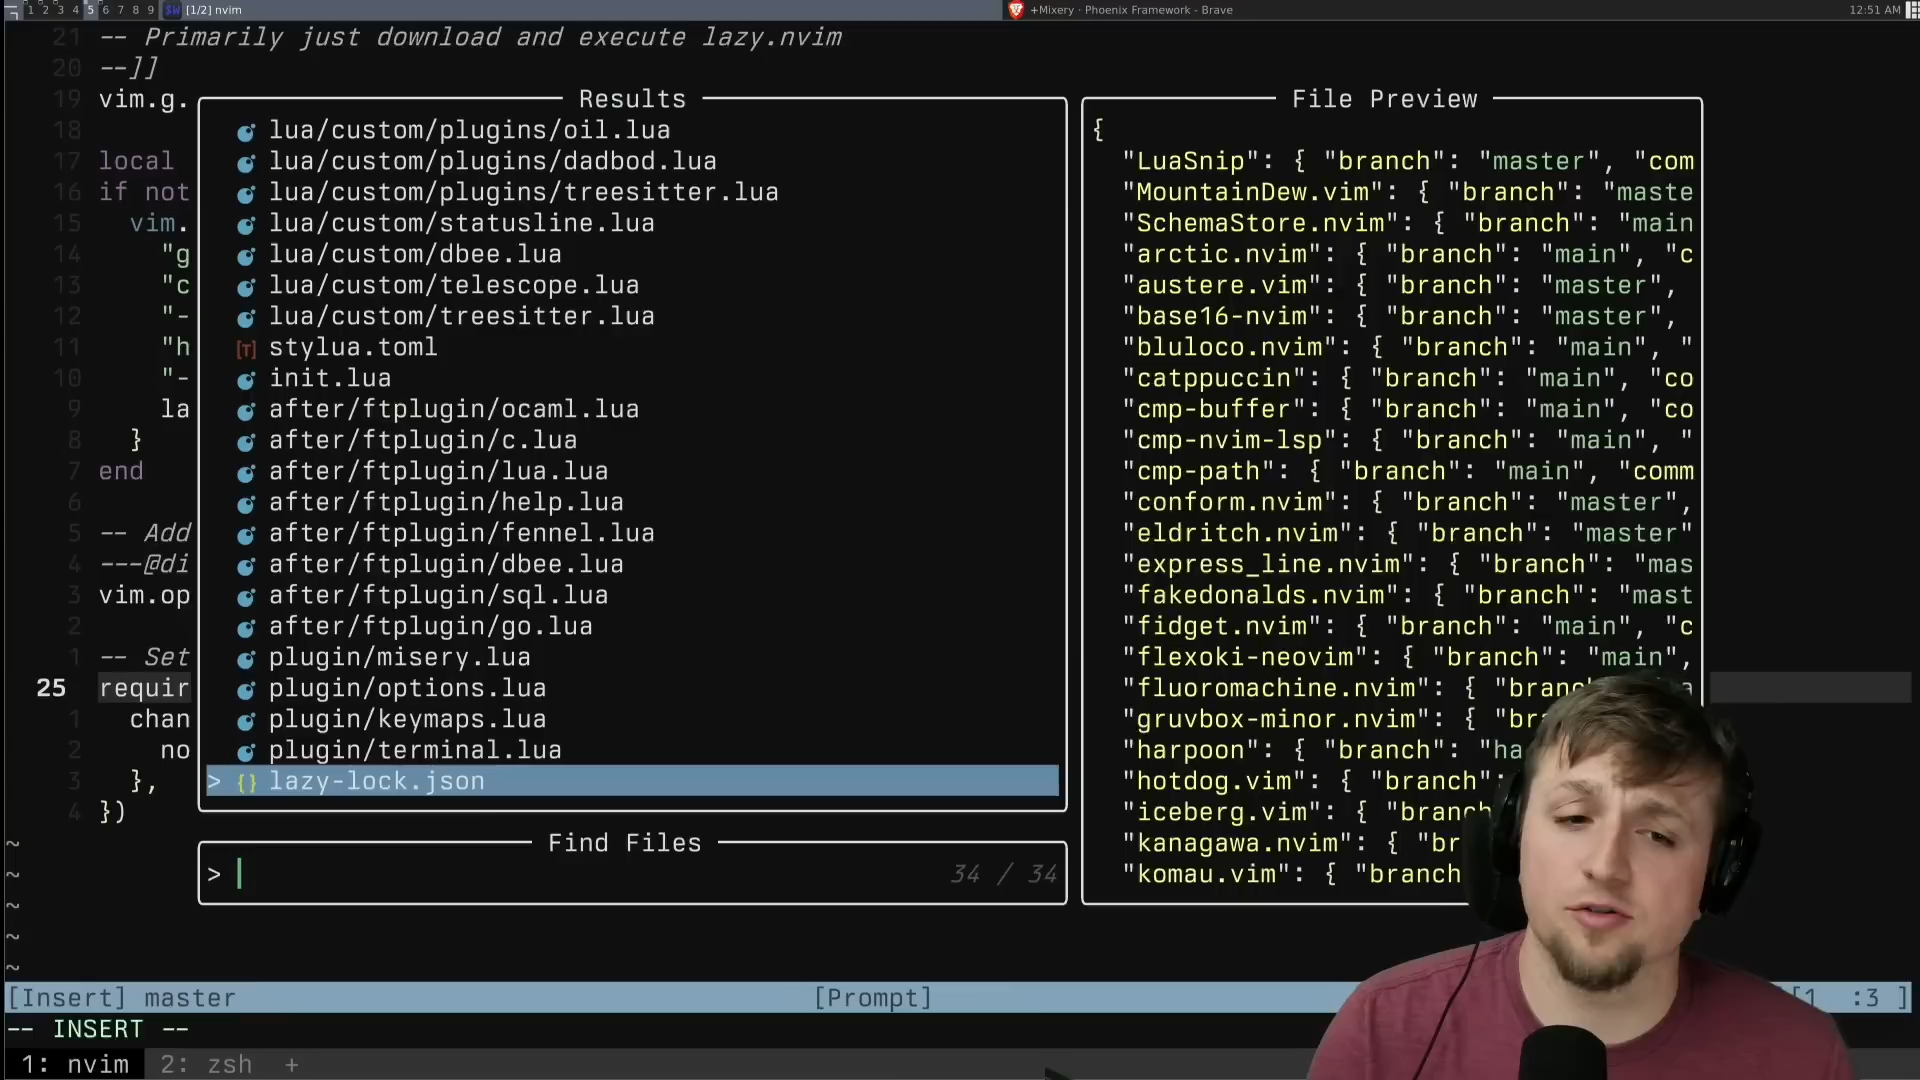 1 2 3 4 5 6 7 8 9 $W [1/2] nvim
+Mixery · Phoenix Framework - Brave
12:51 AM
21 -- Primarily just download and execute lazy.nvim
20 --]]
19 vim.g.
18
17 local
16 if not
15 vim.
14 "g
13 "c
12 "-
11 "h
10 "-
9 la
8 }
7 end
6
5 -- Add
4 ---@di
3 vim.op
2
1 -- Set
25 requir
1 chan
2 no
3 },
4 })
~
~
~
~
~
Results
lua/custom/plugins/oil.lua
lua/custom/plugins/dadbod.lua
lua/custom/plugins/treesitter.lua
lua/custom/statusline.lua
lua/custom/dbee.lua
lua/custom/telescope.lua
lua/custom/treesitter.lua
[T] stylua.toml
init.lua
after/ftplugin/ocaml.lua
after/ftplugin/c.lua
after/ftplugin/lua.lua
after/ftplugin/help.lua
after/ftplugin/fennel.lua
after/ftplugin/dbee.lua
after/ftplugin/sql.lua
after/ftplugin/go.lua
plugin/misery.lua
plugin/options.lua
plugin/keymaps.lua
plugin/terminal.lua
> {} lazy-lock.json
Find Files
> 34 / 34
File Preview
{
"LuaSnip": { "branch": "master", "com
"MountainDew.vim": { "branch": "maste
"SchemaStore.nvim": { "branch": "main
"arctic.nvim": { "branch": "main", "c
"austere.vim": { "branch": "master",
"base16-nvim": { "branch": "master",
"bluloco.nvim": { "branch": "main", "
"catppuccin": { "branch": "main", "co
"cmp-buffer": { "branch": "main", "co
"cmp-nvim-lsp": { "branch": "main", "
"cmp-path": { "branch": "main", "comm
"conform.nvim": { "branch": "master",
"eldritch.nvim": { "branch": "master"
"express_line.nvim": { "branch": "mas
"fakedonalds.nvim": { "branch": "mast
"fidget.nvim": { "branch": "main", "c
"flexoki-neovim": { "branch": "main",
"fluoromachine.nvim": { "bran
"gruvbox-minor.nvim": { "br
"harpoon": { "branch": "ha
"hotdog.vim": { "branch":
"iceberg.vim": { "branc
"kanagawa.nvim": { "br
"komau.vim": { "branch
[Insert] master [Prompt] [1 :3 ]
-- INSERT --
1: nvim 2: zsh +